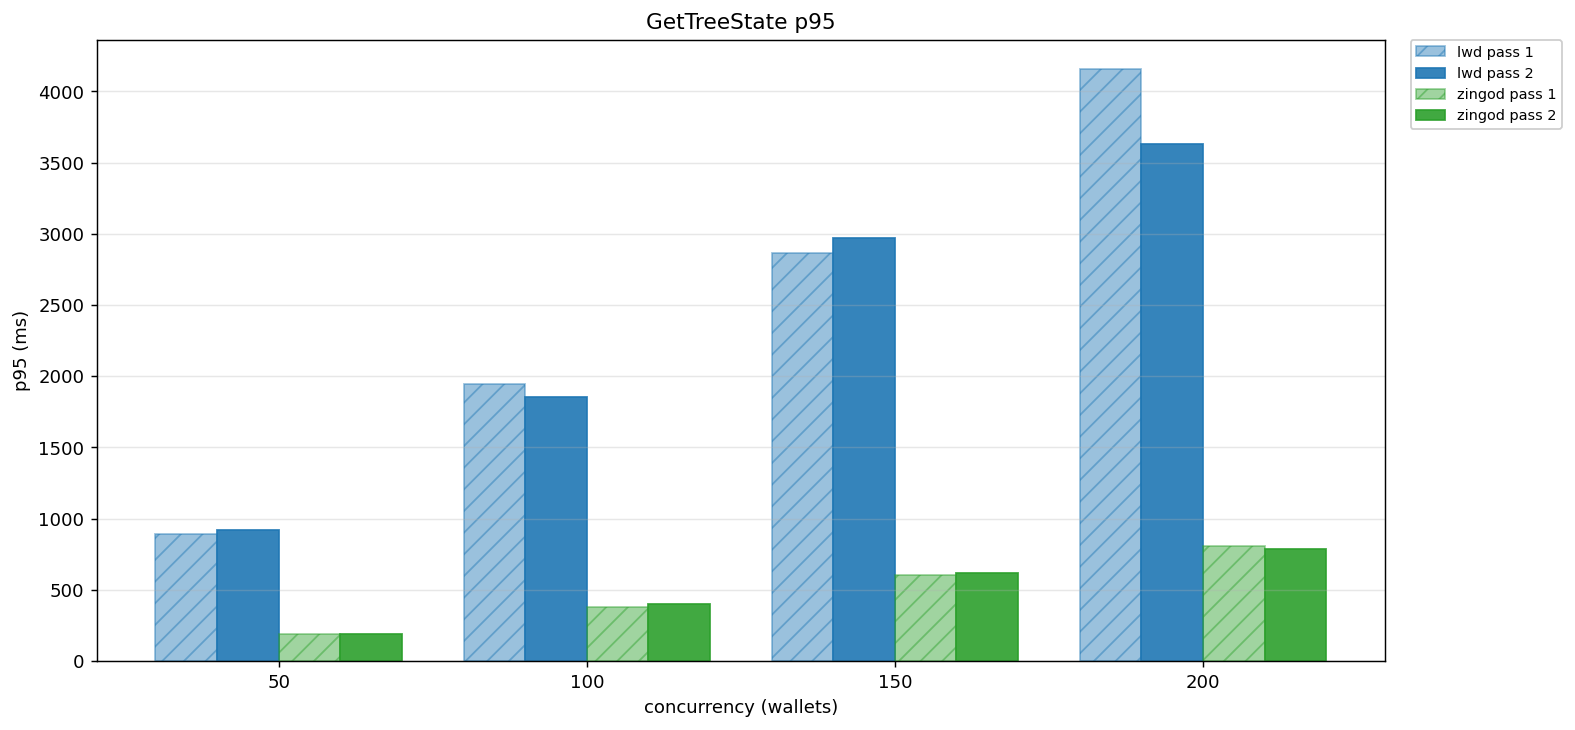 GetTreeState p95
lwd pass 1
lwd pass 2
zingod pass 1
zingod pass 2
p95 (ms)
4000
3500
3000
2500
2000
1500
1000
500
0
50 100 150 200
concurrency (wallets)